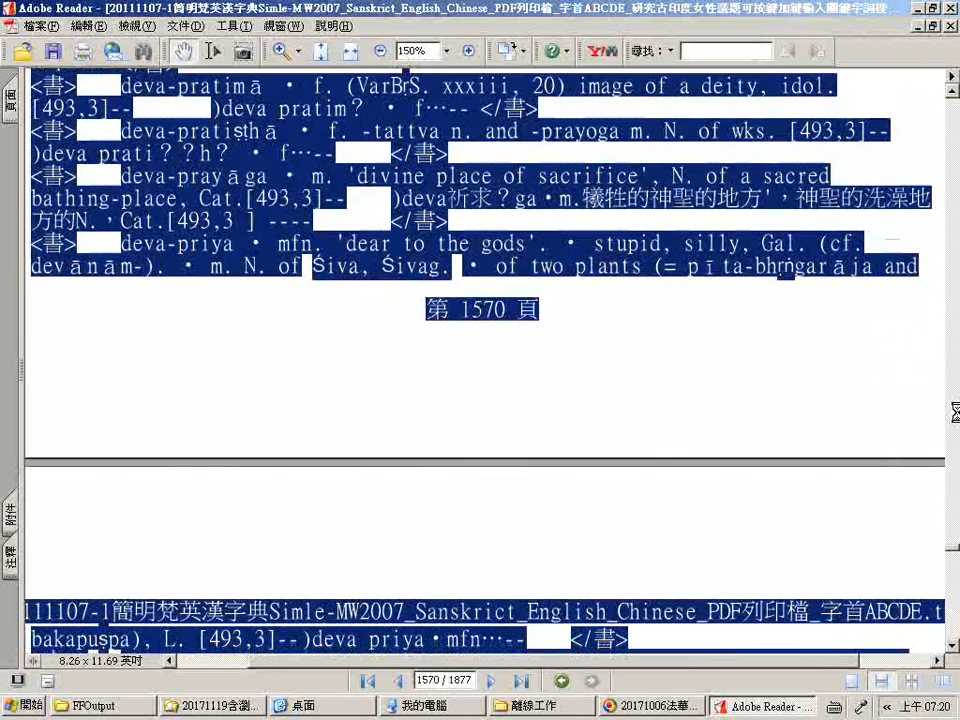 Adobe Reader - [20111107-1簡明梵英漢字典Simle-MW2007_Sanskrict_English_Chinese_PDF列印檔_字首ABCDE_研究古印度女性議題可按
檔案(F) 編輯(E) 檢視(V) 文件(D) 工具(T) 視窗(W) 說明(H)
150% 尋找:
頁面
<書> deva-pratimā • f. (VarBṛS. xxxiii, 20) image of a deity, idol.
[493,3]-- )deva pratim? • f…-- </書>
<書> deva-pratiṣṭhā • f. -tattva n. and -prayoga m. N. of wks. [493,3]--
)deva prati??h? • f…-- </書>
<書> deva-prayāga • m. 'divine place of sacrifice', N. of a sacred
bathing-place, Cat.[493,3]-- )deva祈求?ga•m.犧牲的神聖的地方',神聖的洗澡地
方的N.,Cat.[493,3 ] ---- </書>
<書> deva-priya • mfn. 'dear to the gods'. • stupid, silly, Gal. (cf.
devānām-). • m. N. of Śiva, Śivag. • of two plants (= pīta-bhṛṅgarāja and
第 1570 頁
附件
注釋
111107-1簡明梵英漢字典Simle-MW2007_Sanskrict_English_Chinese_PDF列印檔_字首ABCDE.t
bakapuṣpa), L. [493,3]--)deva priya•mfn…-- </書>
8.26 x 11.69 英吋
1570 / 1877
開始 FFOutput 20171119含瀏... 桌面 我的電腦 離線工作 20171006法華... Adobe Reader - ... 上午 07:20